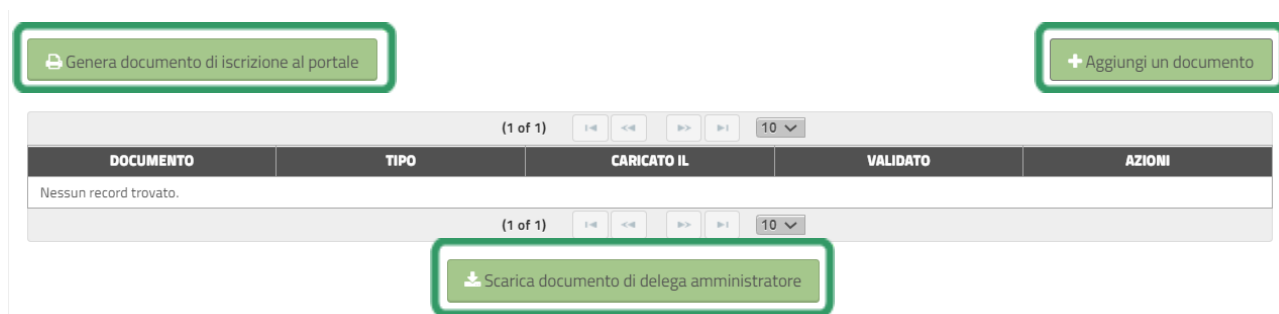 Genera documento di iscrizione al portale
Aggiungi un documento
(1 of 1) 10
DOCUMENTO TIPO CARICATO IL VALIDATO AZIONI
Nessun record trovato.
(1 of 1) 10
Scarica documento di delega amministratore